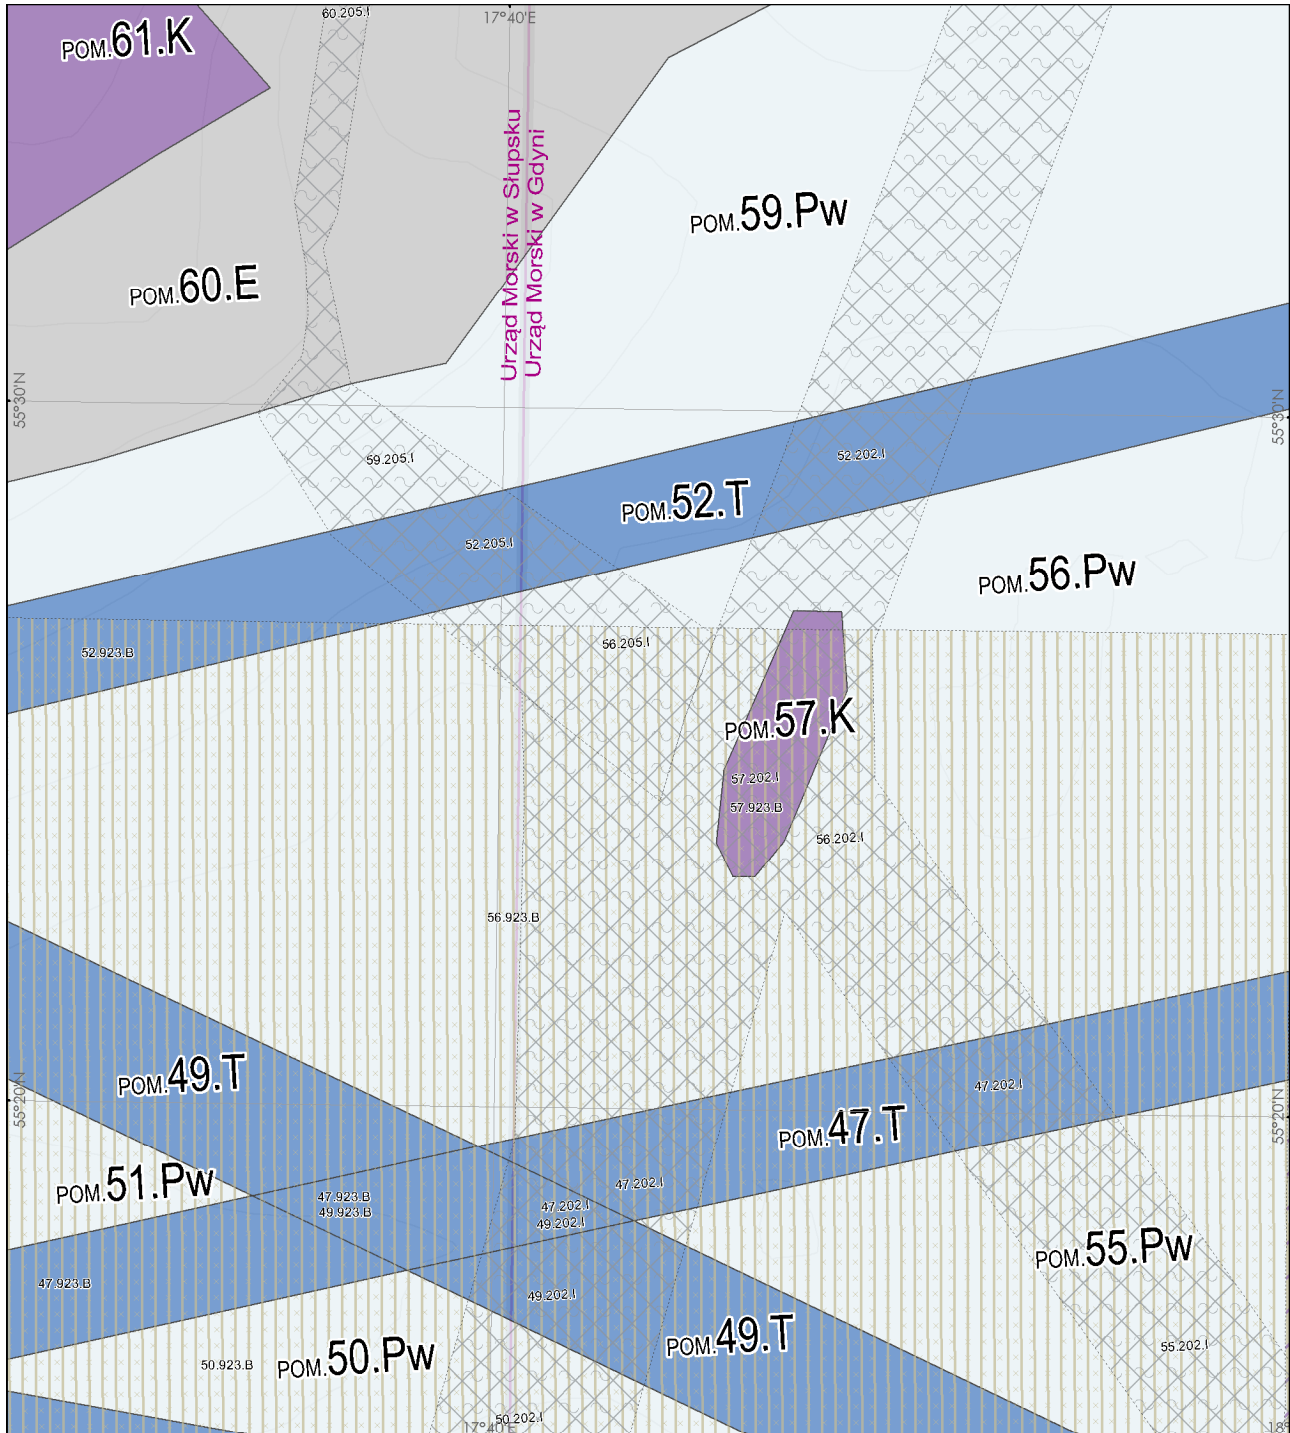 60.205.I
17°40'E
POM.61.K
Urząd Morski w Słupsku
Urząd Morski w Gdyni
POM.59.Pw
POM.60.E
55°30'N
55°30'N
59.205.I
52.202.I
POM.52.T
52.205.I
POM.56.Pw
52.923.B
56.205.I
POM.57.K
57.202.I
57.923.B
56.202.I
56.923.B
POM.49.T
55°20'N
47.202.I
55°20'N
POM.47.T
POM.51.Pw
47.923.B
49.923.B
47.202.I
47.202.I
49.202.I
POM.55.Pw
47.923.B
49.202.I
POM.49.T
50.923.B
POM.50.Pw
55.202.I
50.202.I
17°40'E